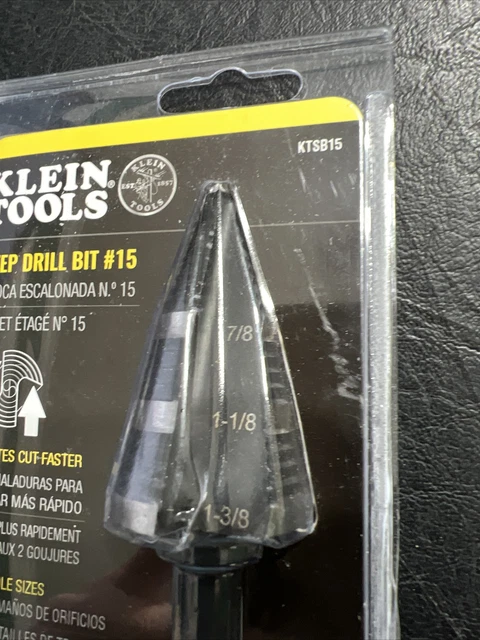 KTSB15
KLEIN
TOOLS®
KLEIN
EST. 1857
TOOLS
EP DRILL BIT #15
OCA ESCALONADA N.º 15
ET ÉTAGÉ N° 15
7/8
1-1/8
1-3/8
TES CUT FASTER
HALADURAS PARA
AR MÁS RÁPIDO
PLUS RAPIDEMENT
AUX 2 GOUJURES
LE SIZES
MAÑOS DE ORIFICIOS